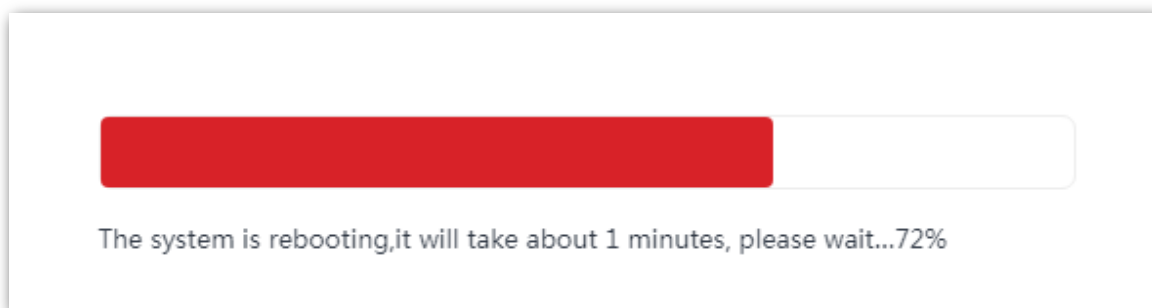 The system is rebooting,it will take about 1 minutes, please wait...72%